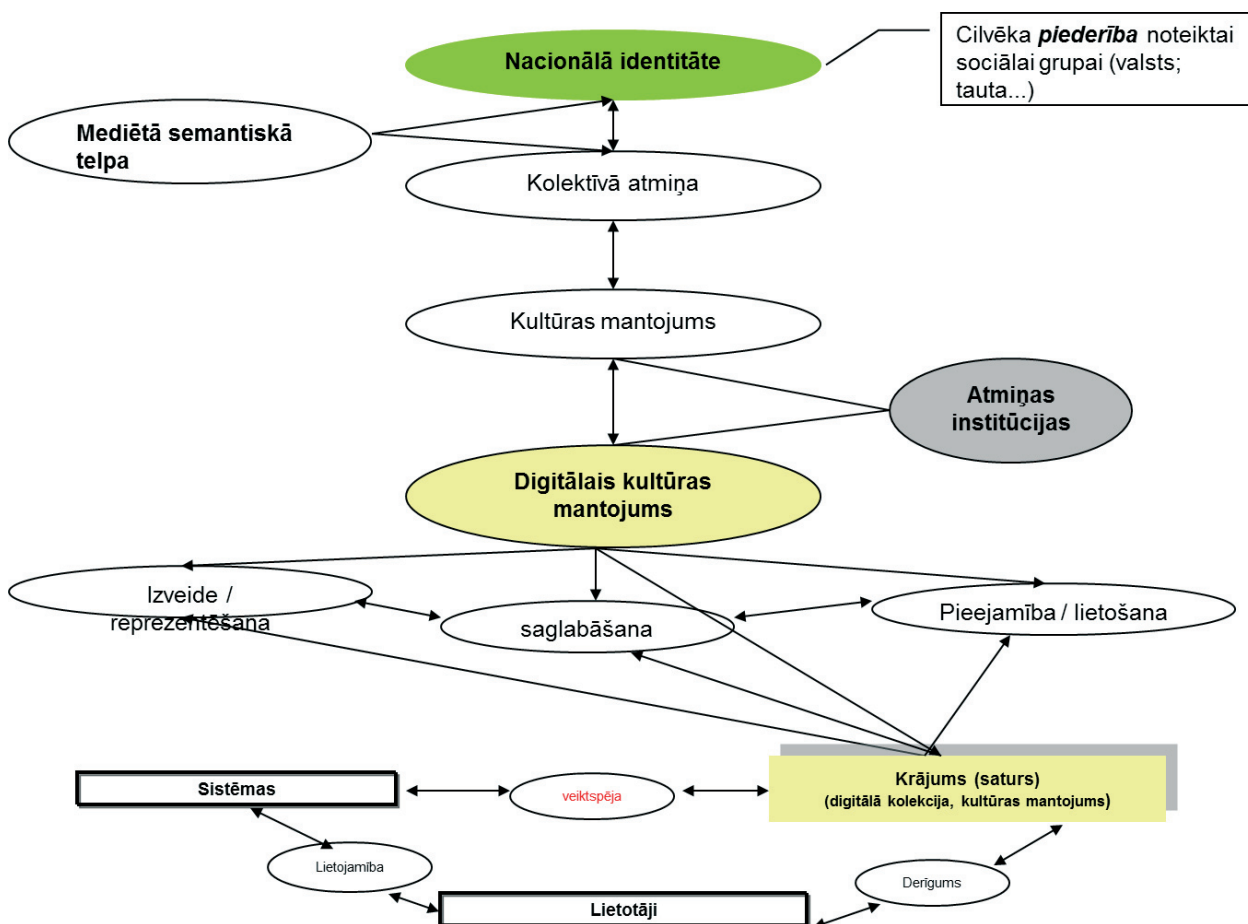 Nacionālā identitāte
Cilvēka piederība noteiktai
sociālai grupai (valsts;
tauta...)
Mediētā semantiskā
telpa
Kolektīvā atmiņa
Kultūras mantojums
Atmiņas
institūcijas
Digitālais kultūras
mantojums
Izveide /
reprezentēšana
saglabāšana
Pieejamība / lietošana
Sistēmas
veiktspēja
Krājums (saturs)
(digitālā kolekcija, kultūras mantojums)
Lietojamība
Derīgums
Lietotāji